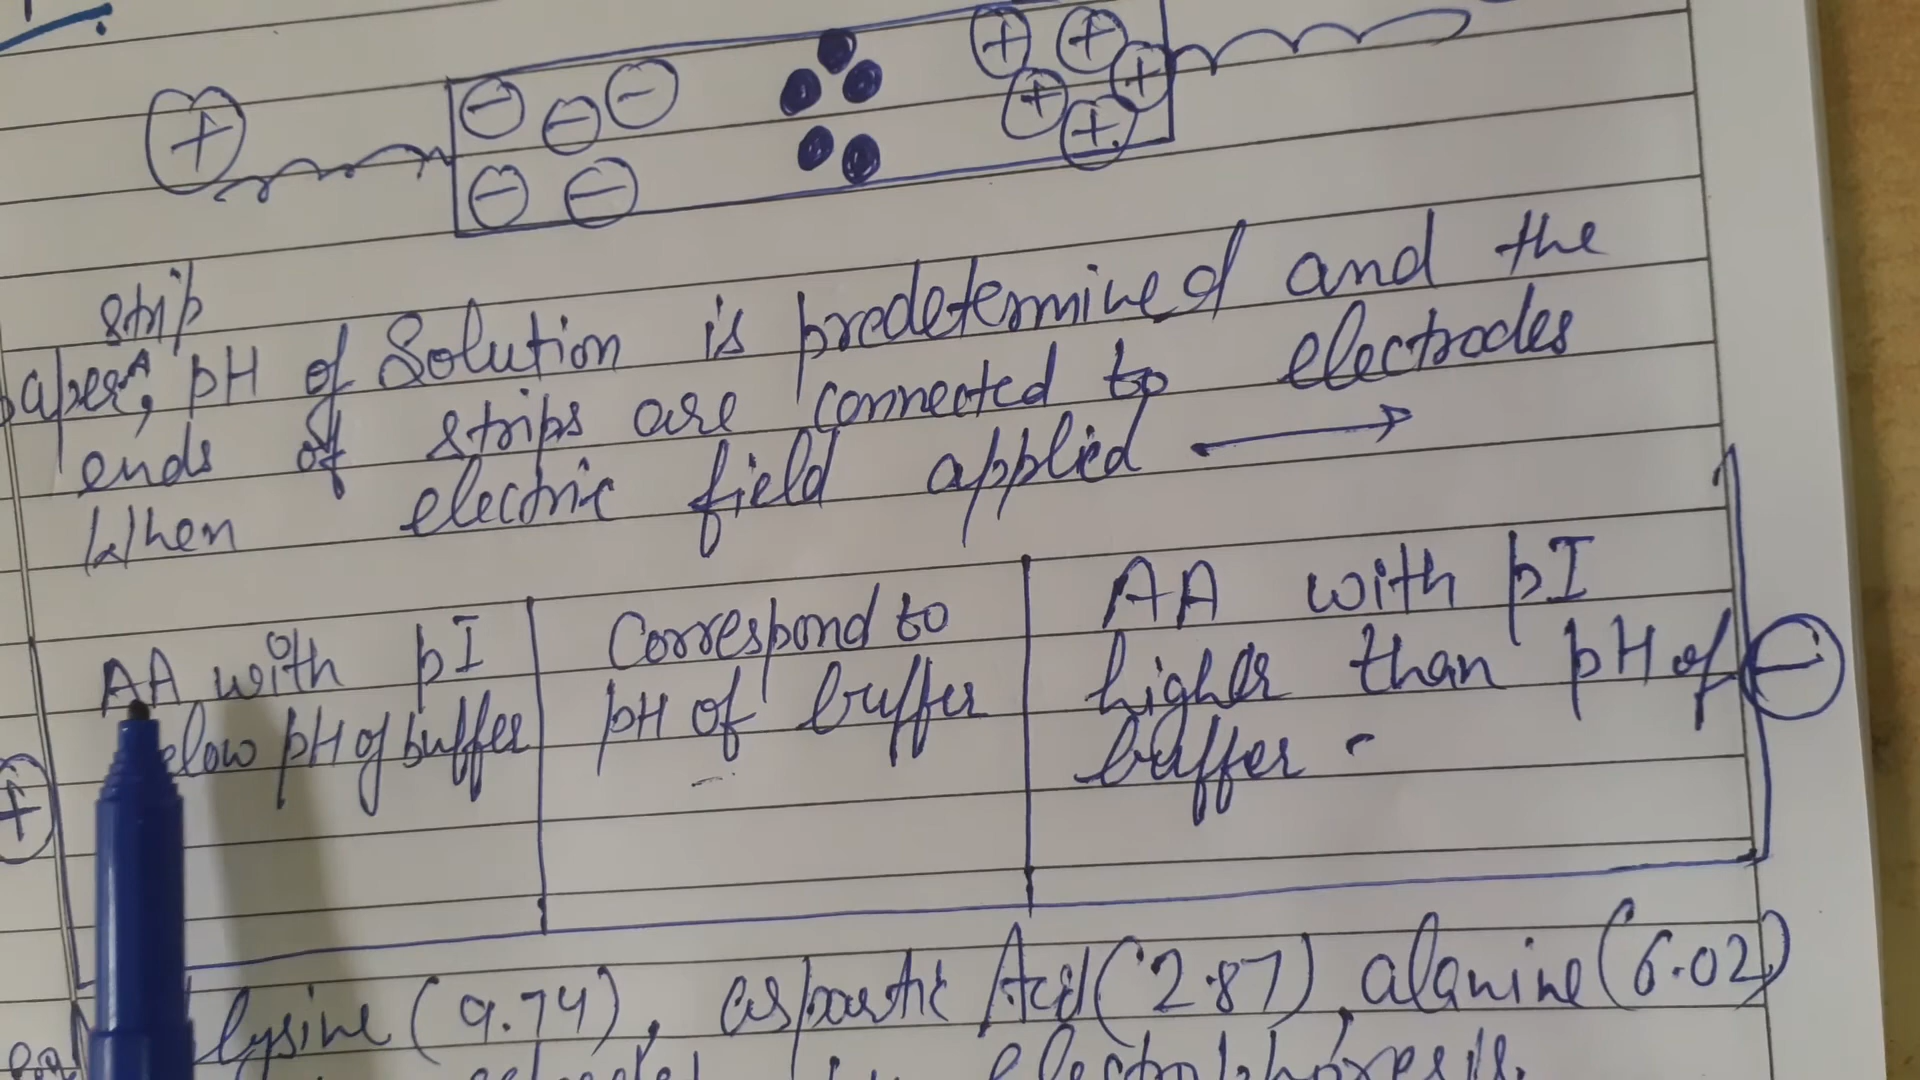 strip
paper, pH of Solution is predetermined and the
ends of strips are connected to electrodes
When electric field applied →
AA with pI
below pH of buffer
Correspond to
pH of buffer
AA with pI
higher than pH of
buffer
lysine (9.74), aspartic Acid (2.87), alanine (6.02)
electrophoresis.